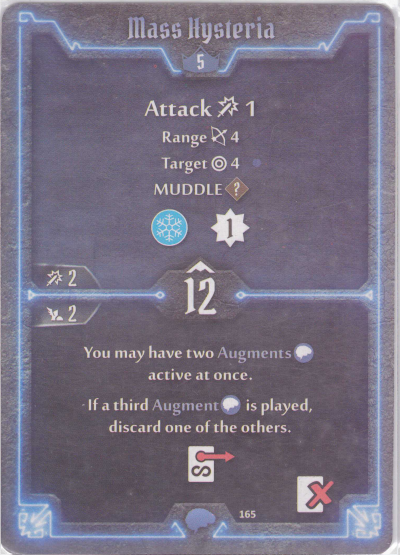 Mass Hysteria
5
Attack 1
Range 4
Target 4
MUDDLE ?
1
2
12
2
You may have two Augments
active at once.
If a third Augment is played,
discard one of the others.
165